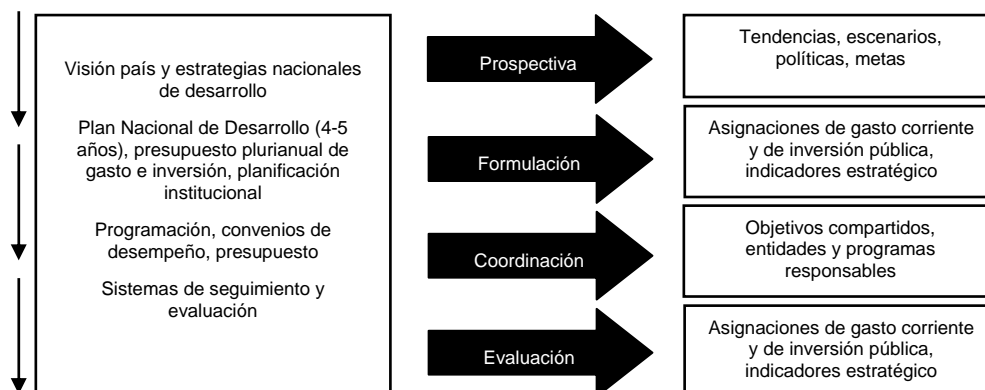 Visión país y estrategias nacionales
de desarrollo
Plan Nacional de Desarrollo (4-5
años), presupuesto plurianual de
gasto e inversión, planificación
institucional
Programación, convenios de
desempeño, presupuesto
Sistemas de seguimiento y
evaluación
Prospectiva
Formulación
Coordinación
Evaluación
Tendencias, escenarios,
políticas, metas
Asignaciones de gasto corriente
y de inversión pública,
indicadores estratégico
Objetivos compartidos,
entidades y programas
responsables
Asignaciones de gasto corriente
y de inversión pública,
indicadores estratégico